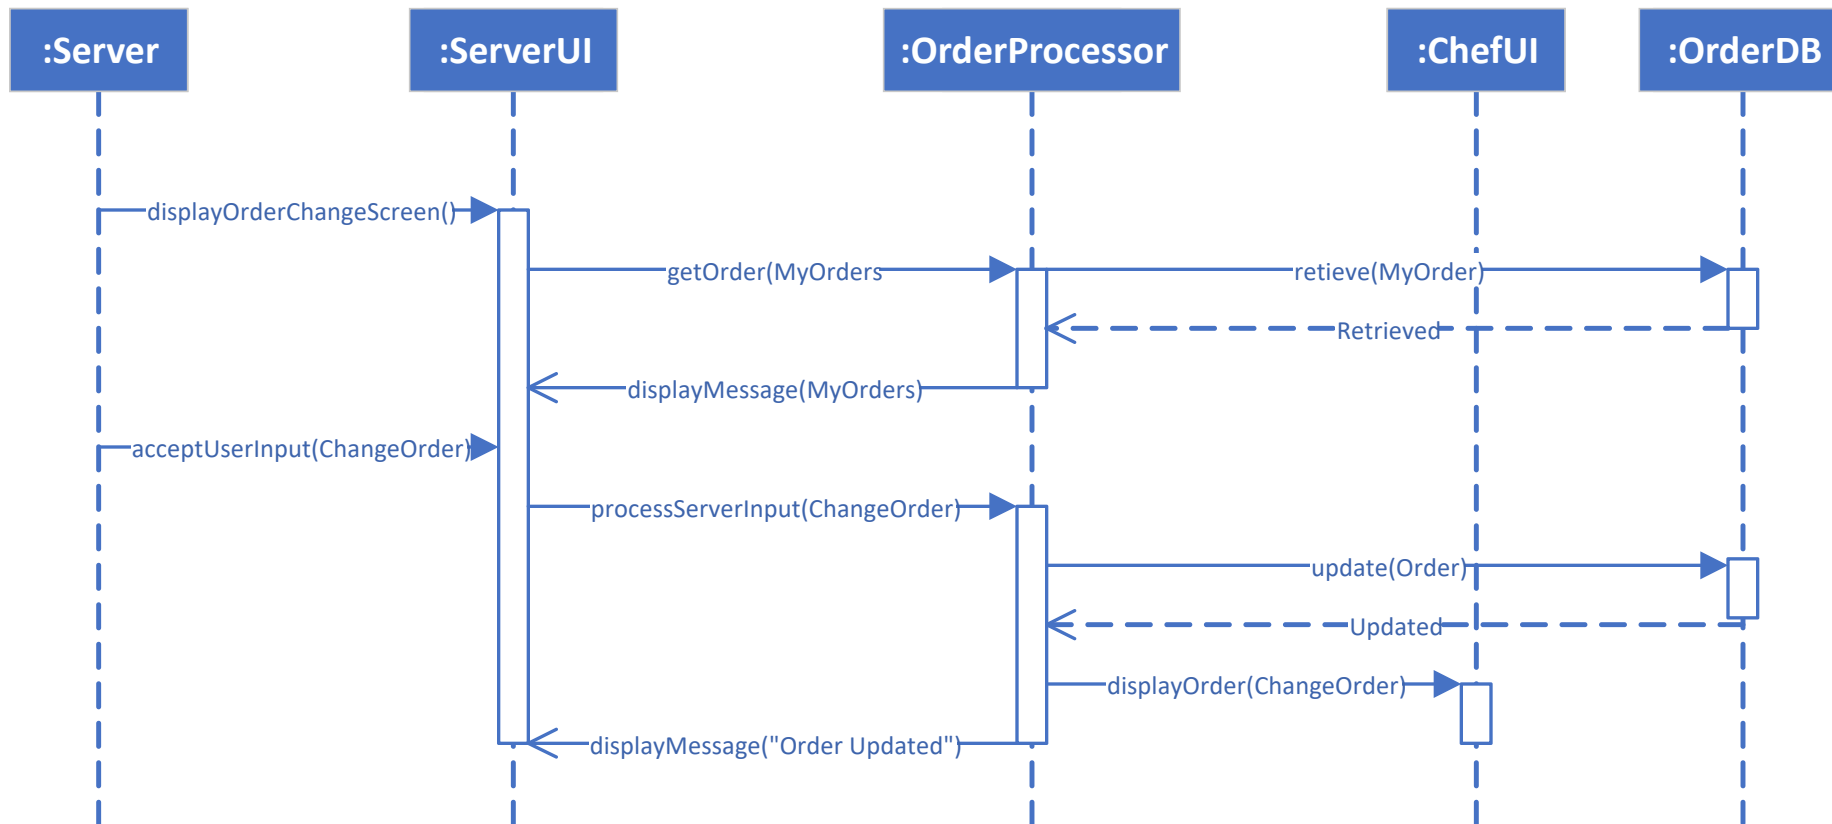 :Server
:ServerUI
:OrderProcessor
:ChefUI
:OrderDB
displayOrderChangeScreen()
getOrder(MyOrders
retieve(MyOrder)
Retrieved
displayMessage(MyOrders)
acceptUserInput(ChangeOrder)
processServerInput(ChangeOrder)
update(Order)
Updated
displayOrder(ChangeOrder)
displayMessage("Order Updated")